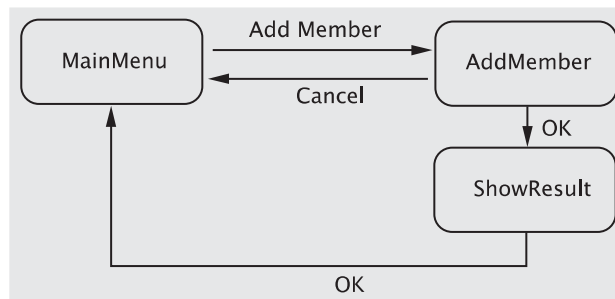 Add Member
MainMenu
AddMember
Cancel
OK
ShowResult
OK